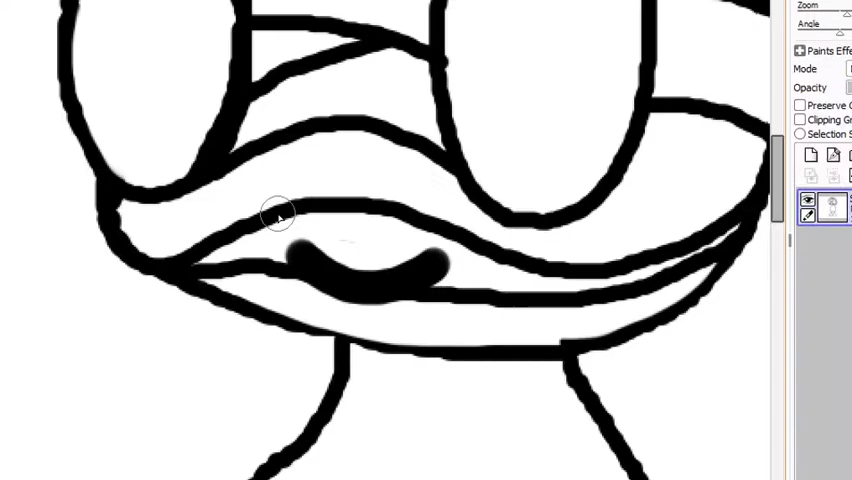 Zoom
Angle
Paints Effe
Mode
Opacity
Preserve O
Clipping Gr
Selection S